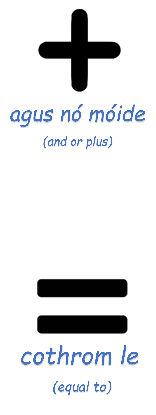 agus nó móide
(and or plus)
cothrom le
(equal to)